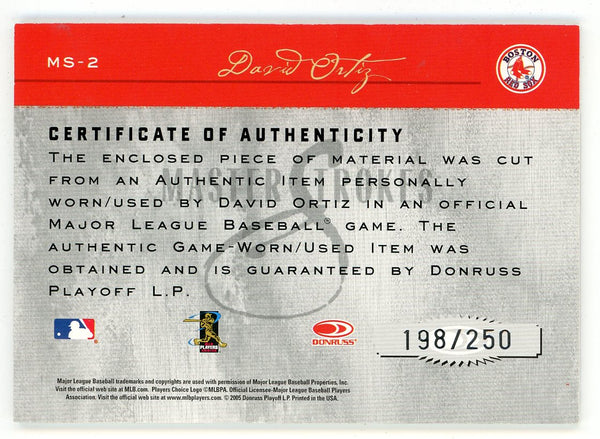 MS-2
David Ortiz
BOSTON
RED SOX
CERTIFICATE OF AUTHENTICITY
MASTER STROKES
THE ENCLOSED PIECE OF MATERIAL WAS CUT
FROM AN AUTHENTIC ITEM PERSONALLY
WORN/USED BY DAVID ORTIZ IN AN OFFICIAL
MAJOR LEAGUE BASEBALL® GAME. THE
AUTHENTIC GAME-WORN/USED ITEM WAS
OBTAINED AND IS GUARANTEED BY DONRUSS
PLAYOFF L.P.
PLAYERS
DONRUSS
198/250
Major League Baseball trademarks and copyrights are used with permission of Major League Baseball Properties, Inc.
Visit the official web site at MLB.com. Players Choice Logo ©MLBPA. Official Licensee-Major League Baseball Players
Association. Visit the official web site at www.mlbplayers.com. © 2005 Donruss Playoff L.P. Printed in the USA.